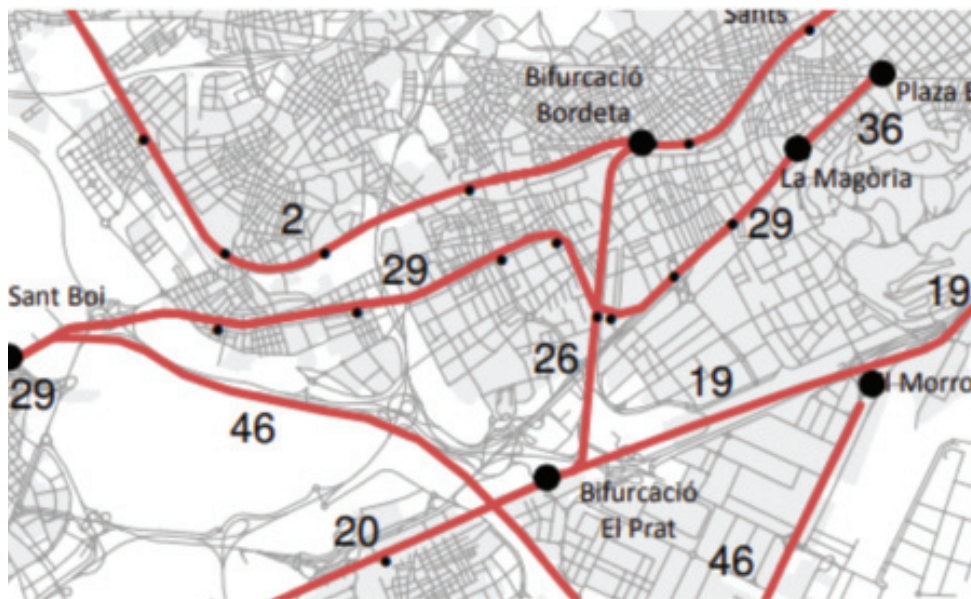 Sants
Bifurcació
Bordeta
Plaza E
36
La Magòria
2
29
29
Sant Boi
19
29
26
19
l Morro
46
Bifurcació
El Prat
20
46